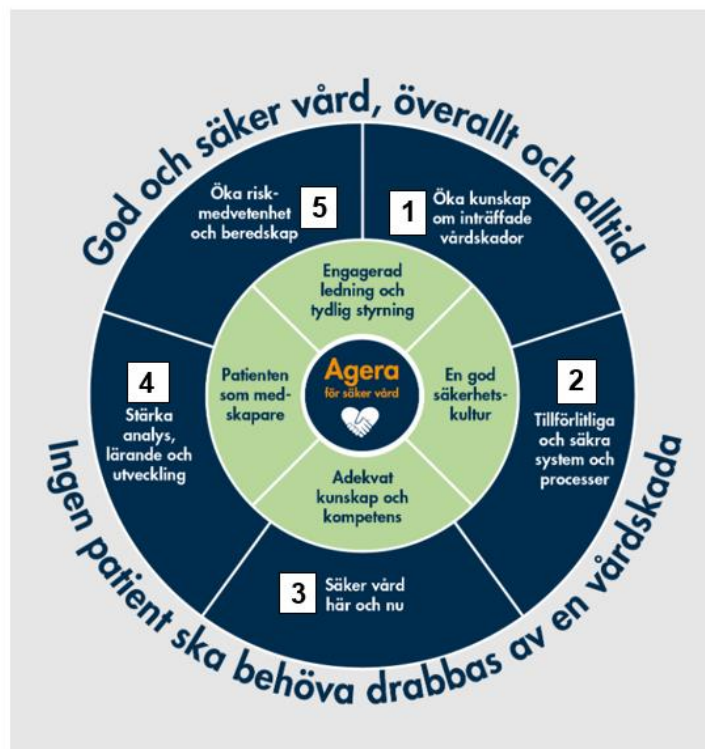 God och säker vård, överallt och alltid
1
Öka kunskap
om inträffade
vårdskador
2
Tillförlitliga
och säkra
system och
processer
3
Säker vård
här och nu
4
Stärka
analys,
lärande och
utveckling
5
Öka risk-
medvetenhet
och beredskap
Engagerad
ledning och
tydlig styrning
En god
säkerhets-
kultur
Adekvat
kunskap och
kompetens
Patienten
som med-
skapare
Agera
för säker vård
Ingen patient ska behöva drabbas av en vårdskada